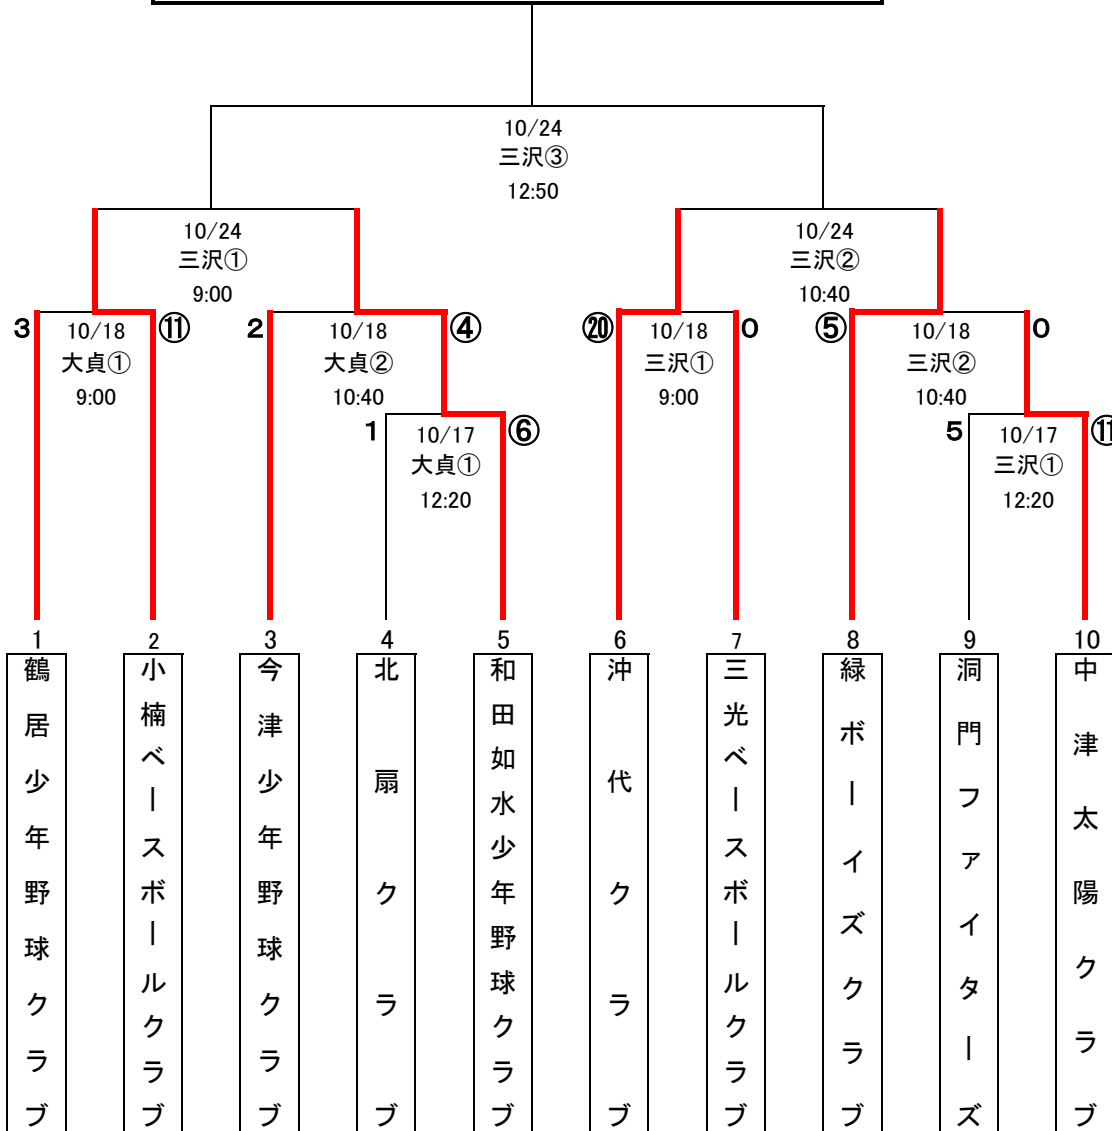 10/24
三沢③
12:50
10/24
三沢①
9:00
10/24
三沢②
10:40
3
10/18
大貞①
9:00
⑪
2
10/18
大貞②
10:40
④
⑳
10/18
三沢①
9:00
0
⑤
10/18
三沢②
10:40
0
1
10/17
大貞①
12:20
⑥
5
10/17
三沢①
12:20
⑪
1
2
3
4
5
6
7
8
9
10
鶴居少年野球クラブ
小楠ベースボールクラブ
今津少年野球クラブ
北扇クラブ
和田如水少年野球クラブ
沖代クラブ
三光ベースボールクラブ
緑ボーイズクラブ
洞門ファイターズ
中津太陽クラブ